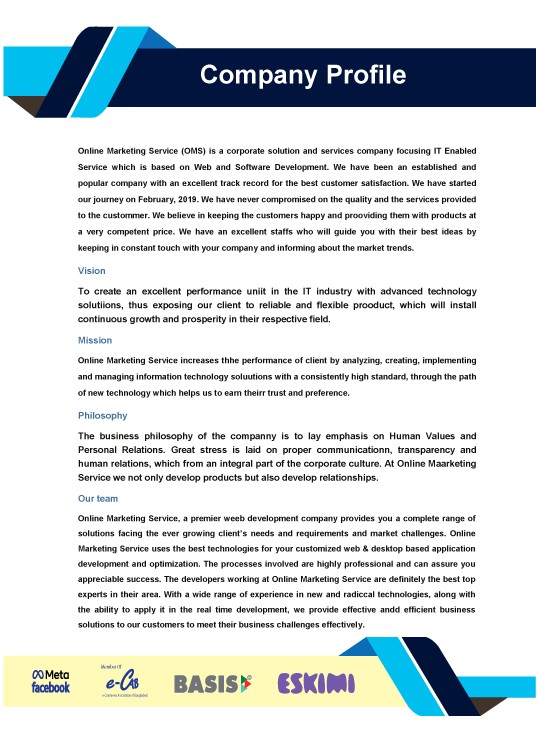 Company Profile
Online Marketing Service (OMS) is a corporate solution and services company focusing IT Enabled
Service which is based on Web and Software Development. We have been an established and
popular company with an excellent track record for the best customer satisfaction. We have started
our journey on February, 2019. We have never compromised on the quality and the services provided
to the custommer. We believe in keeping the customers happy and prooviding them with products at
a very competent price. We have an excellent staffs who will guide you with their best ideas by
keeping in constant touch with your company and informing about the market trends.
Vision
To create an excellent performance uniit in the IT industry with advanced technology
solutiions, thus exposing our client to reliable and flexible prooduct, which will install
continuous growth and prosperity in their respective field.
Mission
Online Marketing Service increases thhe performance of client by analyzing, creating, implementing
and managing information technology soluutions with a consistently high standard, through the path
of new technology which helps us to earn theirr trust and preference.
Philosophy
The business philosophy of the companny is to lay emphasis on Human Values and
Personal Relations. Great stress is laid on proper communicationn, transparency and
human relations, which from an integral part of the corporate culture. At Online Maarketing
Service we not only develop products but also develop relationships.
Our team
Online Marketing Service, a premier weeb development company provides you a complete range of
solutions facing the ever growing client's needs and requirements and market challenges. Online
Marketing Service uses the best technologies for your customized web & desktop based application
development and optimization. The processes involved are highly professional and can assure you
appreciable success. The developers working at Online Marketing Service are definitely the best top
experts in their area. With a wide range of experience in new and radiccal technologies, along with
the ability to apply it in the real time development, we provide effective andd efficient business
solutions to our customers to meet their business challenges effectively.
Meta
facebook
Member Of
e-CAB
e-Commerce Association of Bangladesh
BASIS
ESKIMI